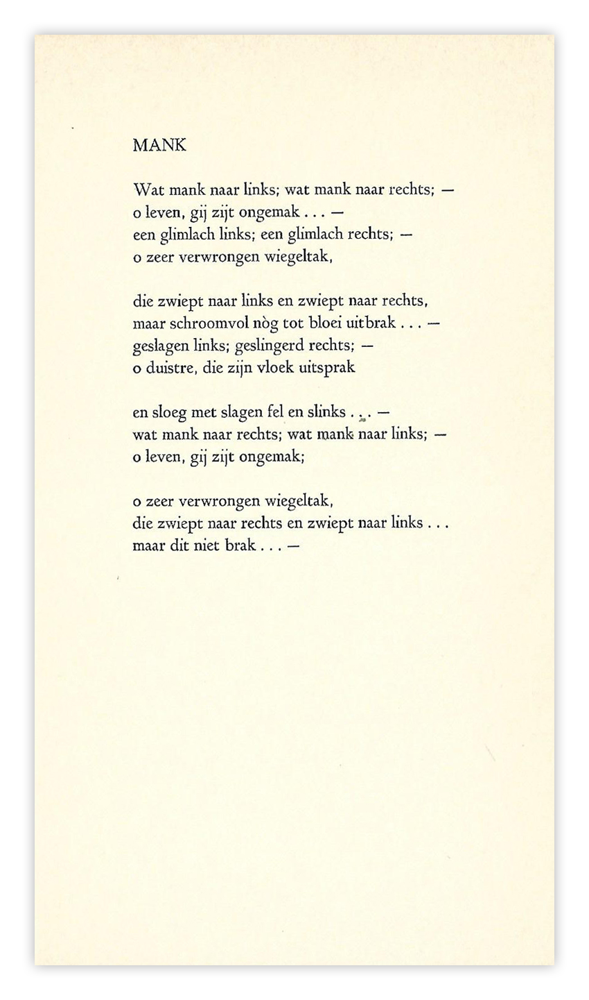 MANK
Wat mank naar links; wat mank naar rechts; —
o leven, gij zijt ongemak . . . —
een glimlach links; een glimlach rechts; —
o zeer verwrongen wiegeltak,
die zwiept naar links en zwiept naar rechts,
maar schroomvol nòg tot bloei uitbrak . . . —
geslagen links; geslingerd rechts; —
o duistre, die zijn vloek uitsprak
en sloeg met slagen fel en slinks . . . —
wat mank naar rechts; wat mank naar links; —
o leven, gij zijt ongemak;
o zeer verwrongen wiegeltak,
die zwiept naar rechts en zwiept naar links . . .
maar dit niet brak . . . —